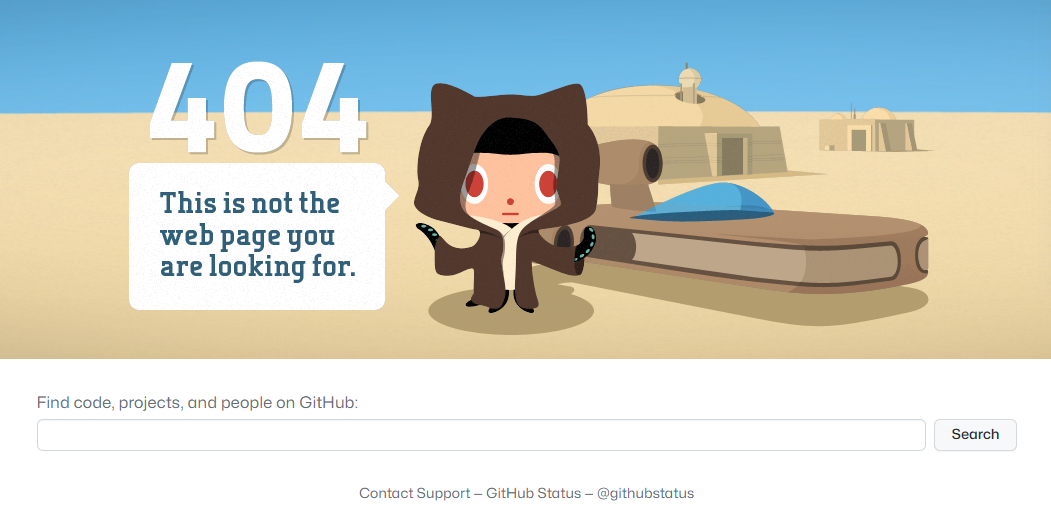 404
This is not the
web page you
are looking for.
Find code, projects, and people on GitHub:
Search
Contact Support — GitHub Status — @githubstatus